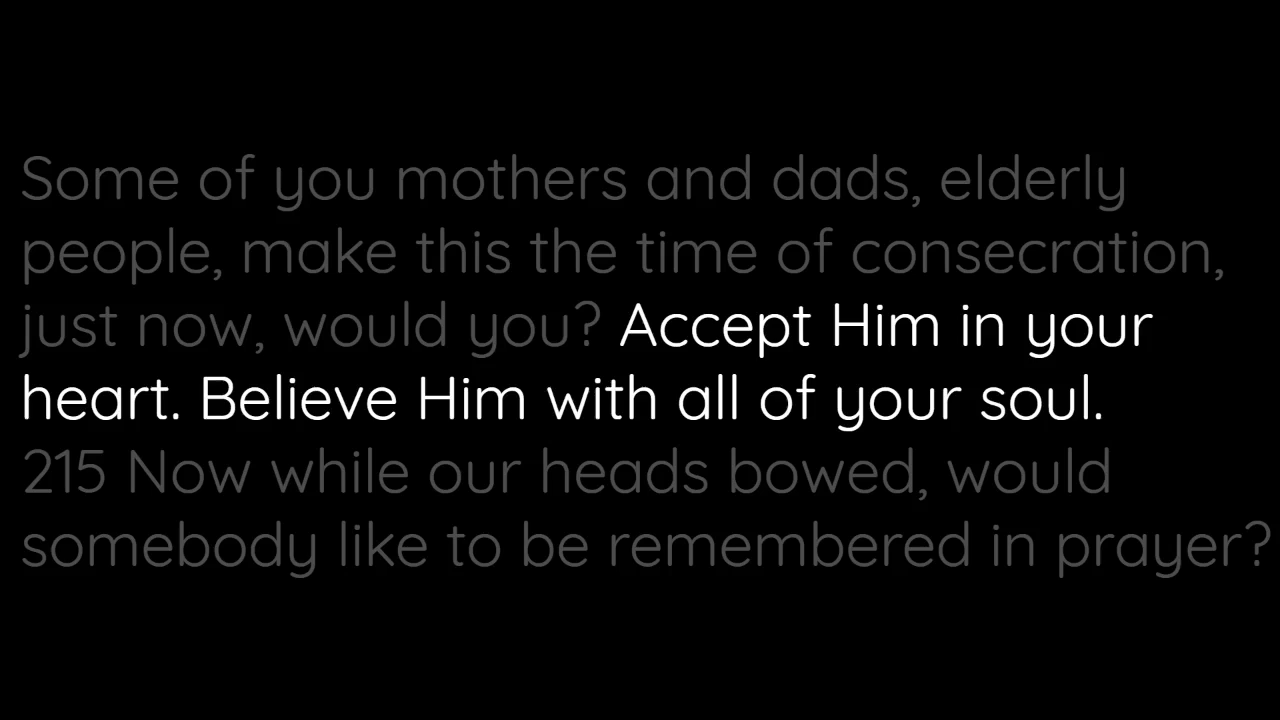 Some of you mothers and dads, elderly
people, make this the time of consecration,
just now, would you? Accept Him in your
heart. Believe Him with all of your soul.
215 Now while our heads bowed, would
somebody like to be remembered in prayer?